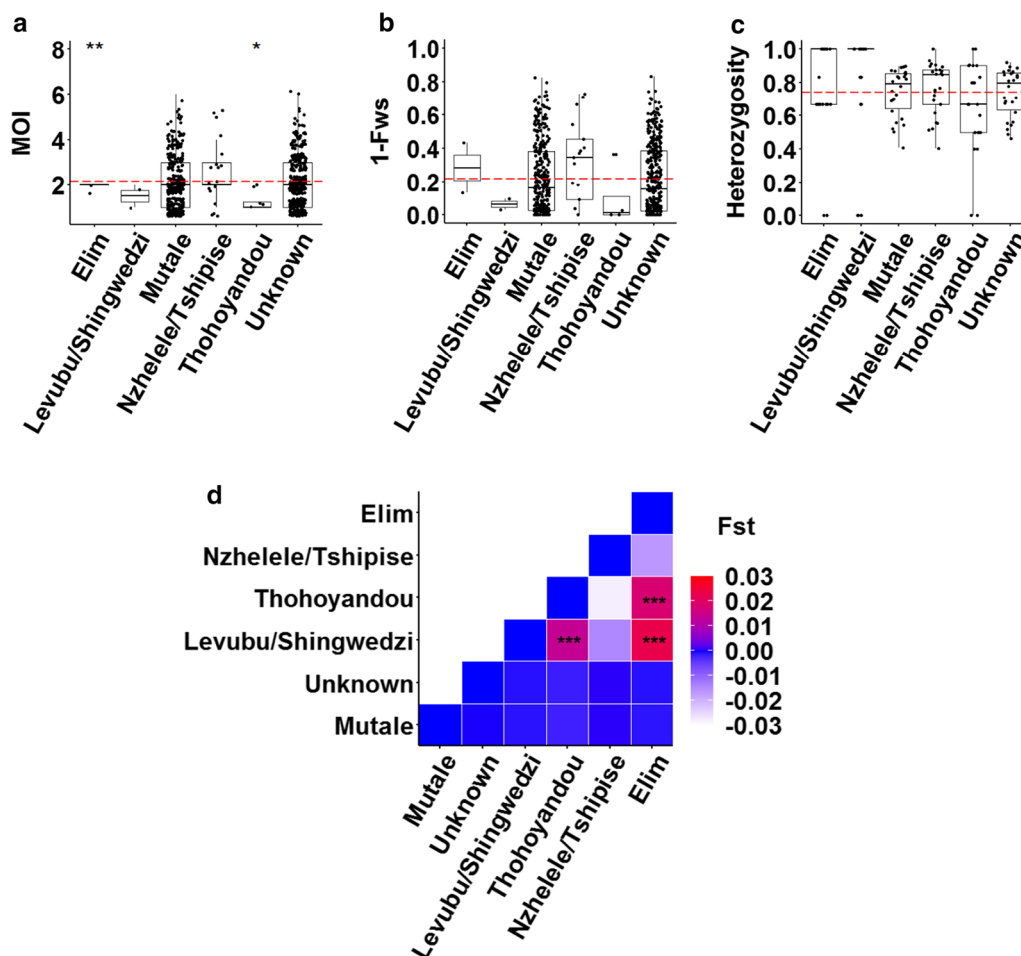 a
b
c
8
6
4
2
MOI
**
*
Elim
Levubu/Shingwedzi
Mutale
Nzhelele/Tshipise
Thohoyandou
Unknown
1.0
0.8
0.6
0.4
0.2
0.0
1-Fws
Elim
Levubu/Shingwedzi
Mutale
Nzhelele/Tshipise
Thohoyandou
Unknown
1.0
0.8
0.6
0.4
0.2
0.0
Heterozygosity
Elim
Levubu/Shingwedzi
Mutale
Nzhelele/Tshipise
Thohoyandou
Unknown
d
Elim
Nzhelele/Tshipise
Thohoyandou
***
Levubu/Shingwedzi
*** ***
Unknown
Mutale
Mutale
Unknown
Levubu/Shingwedzi
Thohoyandou
Nzhelele/Tshipise
Elim
Fst
0.03
0.02
0.01
0.00
-0.01
-0.02
-0.03